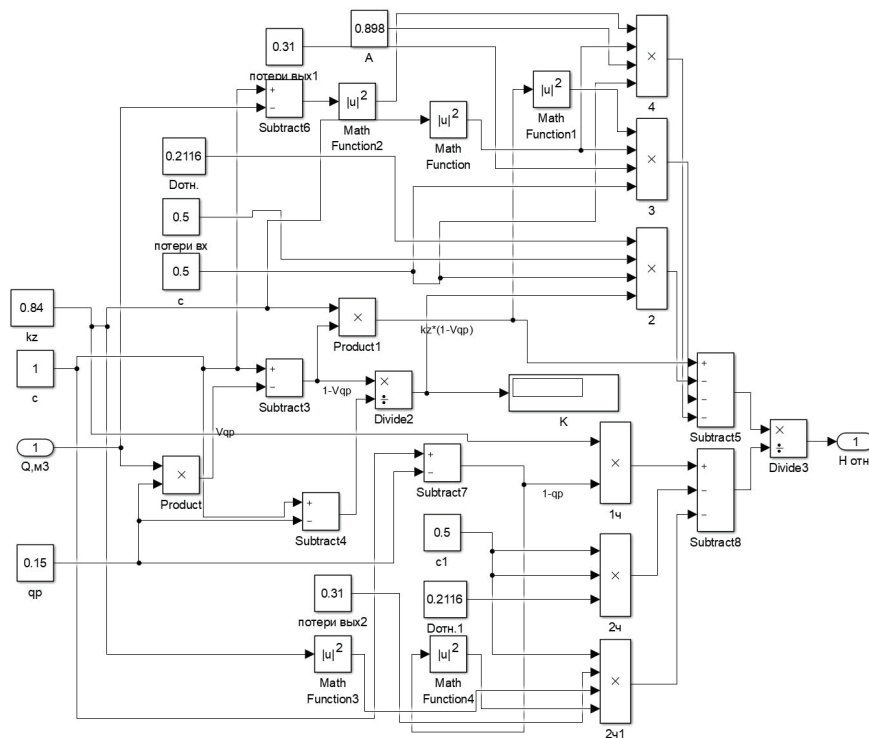 0.898
A
4
0.31
потери вых1
+
−
Subtract6
|u|
2
Math
Function2
|u|
2
Math
Function
|u|
2
Math
Function1
×
×
3
0.2116
Dотн.
0.5
потери вх
0.5
с
×
2
0.84
kz
×
Product1
kz*(1-Vqp)
1
с
+
−
Subtract3
1-Vqp
×
÷
Divide2
K
+
−
−
−
Subtract5
×
÷
Divide3
1
Н отн
1
Q,м3
Vqp
×
Product
+
−
Subtract4
+
−
Subtract7
1-qp
×
1ч
+
−
−
Subtract8
0.15
qp
0.5
с1
×
2ч
0.31
потери вых2
0.2116
Dотн.1
|u|
2
Math
Function3
|u|
2
Math
Function4
×
2ч1